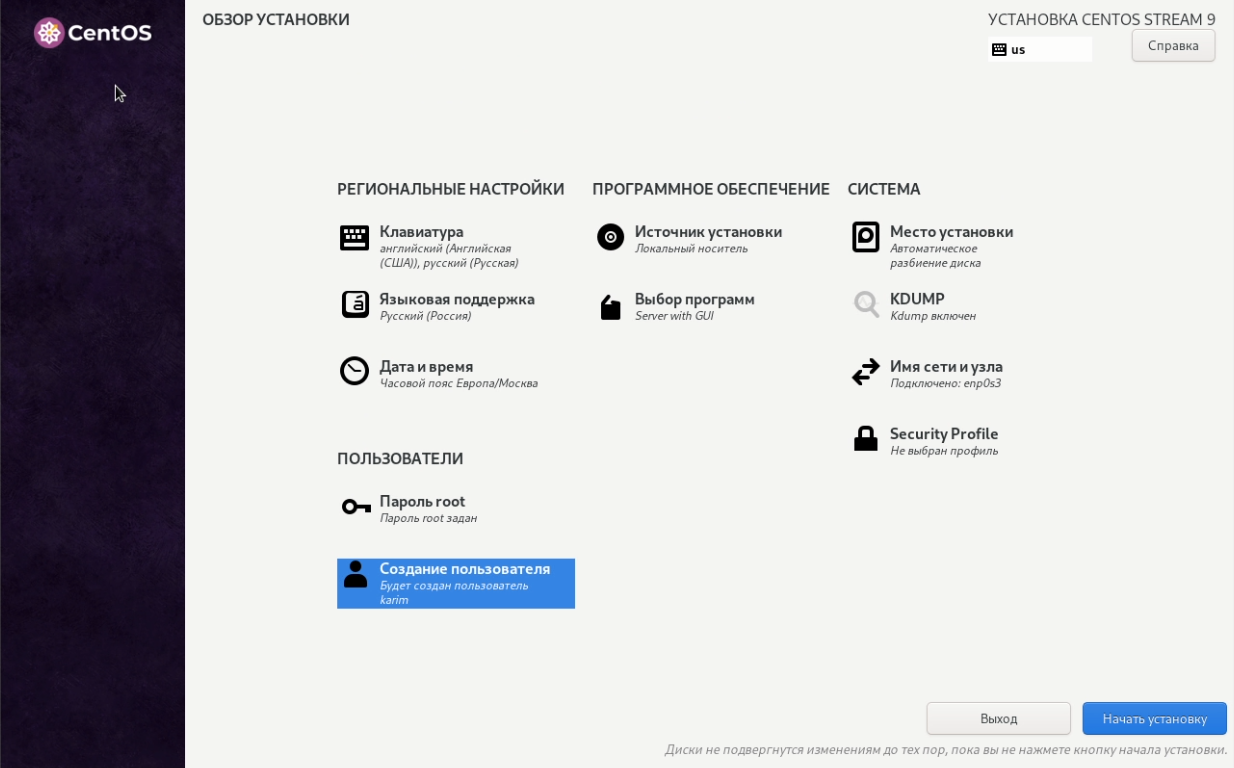 CentOS
ОБЗОР УСТАНОВКИ
УСТАНОВКА CENTOS STREAM 9
us
Справка
РЕГИОНАЛЬНЫЕ НАСТРОЙКИ
Клавиатура
английский (Английская
(США)), русский (Русская)
Языковая поддержка
Русский (Россия)
Дата и время
Часовой пояс Европа/Москва
ПРОГРАММНОЕ ОБЕСПЕЧЕНИЕ
Источник установки
Локальный носитель
Выбор программ
Server with GUI
СИСТЕМА
Место установки
Автоматическое
разбиение диска
KDUMP
Kdump включен
Имя сети и узла
Подключено: enp0s3
Security Profile
Не выбран профиль
ПОЛЬЗОВАТЕЛИ
Пароль root
Пароль root задан
Создание пользователя
Будет создан пользователь
karim
Выход
Начать установку
Диски не подвергнутся изменениям до тех пор, пока вы не нажмете кнопку начала установки.